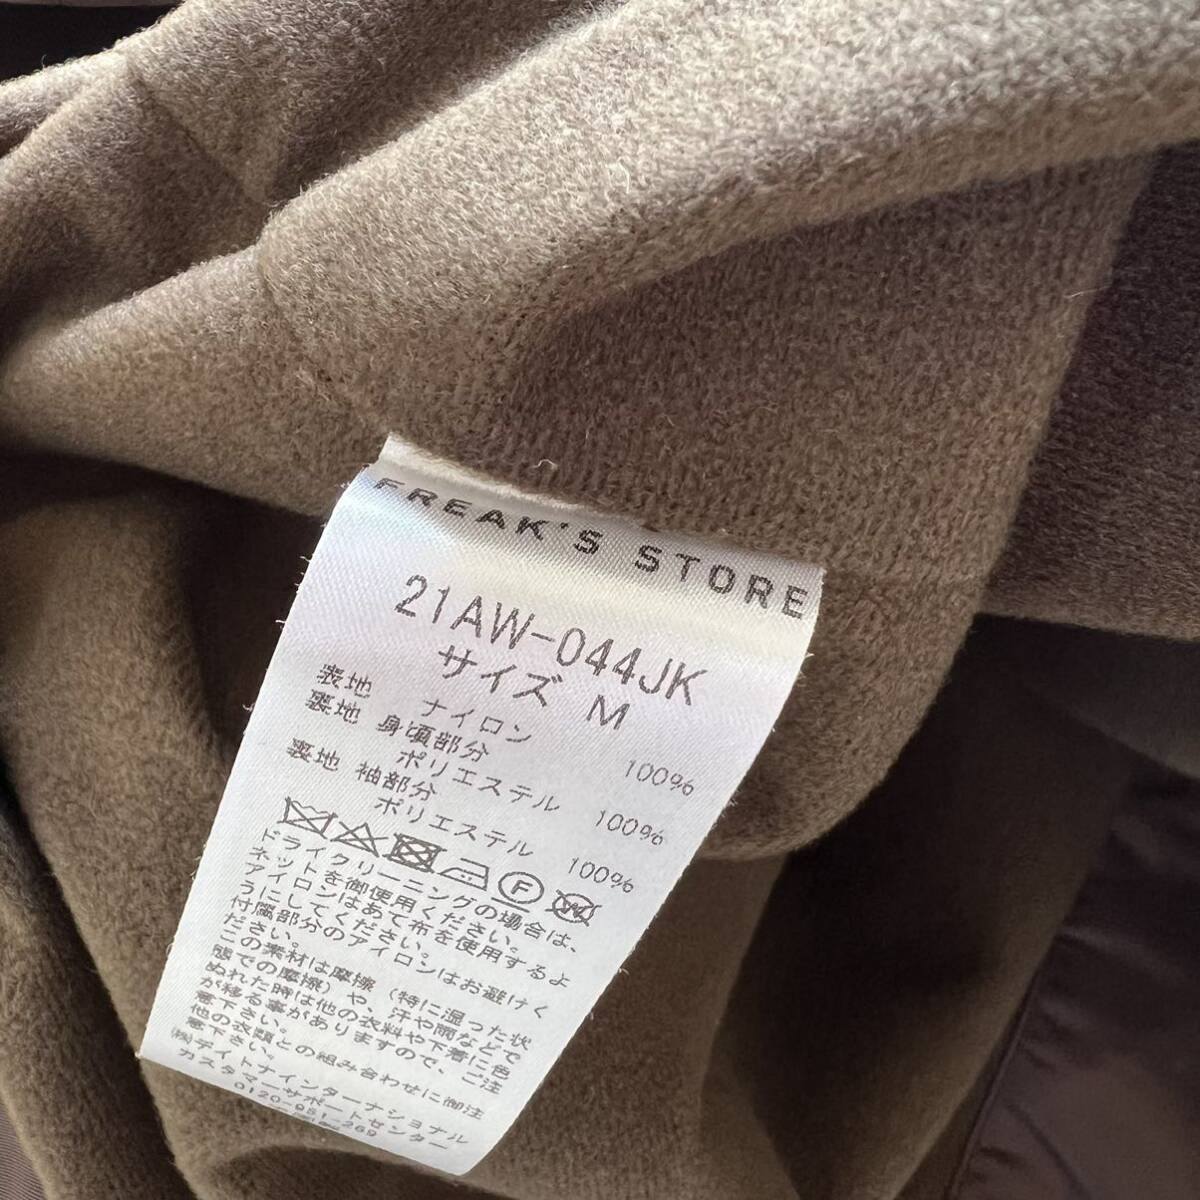 FREAK'S STORE
21AW-044JK
サイズ M
表地 ナイロン 100%
裏地 身頃部分
ポリエステル 100%
裏地 袖部分
ポリエステル 100%
F W
ドライクリーニングの場合は、
ネットを御使用ください。
アイロンはあて布を使用するよ
うにしてください。
付属部分のアイロンはお避けく
ださい。
この素材は摩擦（特に湿った状
態での摩擦）や、汗や雨などで
ぬれた時は他の衣料や下着に色
が移る事がありますので、ご注
意下さい。
他の衣類との組み合わせに御注
意下さい。
㈱デイトナインターナショナル
カスタマーサポートセンター
0120-951-269